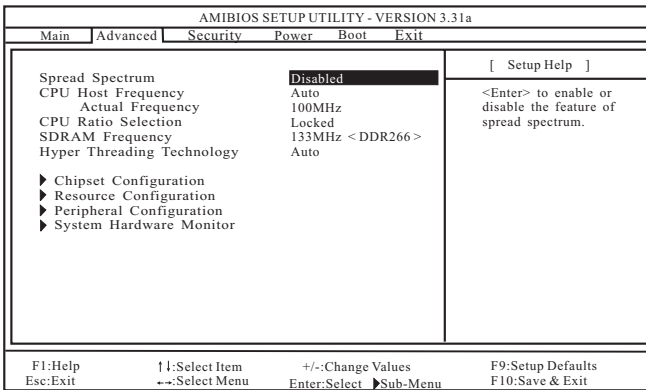 AMIBIOS SETUP UTILITY - VERSION 3.31a
Main Advanced Security Power Boot Exit
[ Setup Help ]
Spread Spectrum Disabled
CPU Host Frequency Auto
Actual Frequency 100MHz
CPU Ratio Selection Locked
SDRAM Frequency 133MHz <DDR266>
Hyper Threading Technology Auto
Chipset Configuration
Resource Configuration
Peripheral Configuration
System Hardware Monitor
<Enter> to enable or
disable the feature of
spread spectrum.
F1:Help ↑↓:Select Item +/-:Change Values F9:Setup Defaults
Esc:Exit ←→:Select Menu Enter:Select ▶Sub-Menu F10:Save & Exit